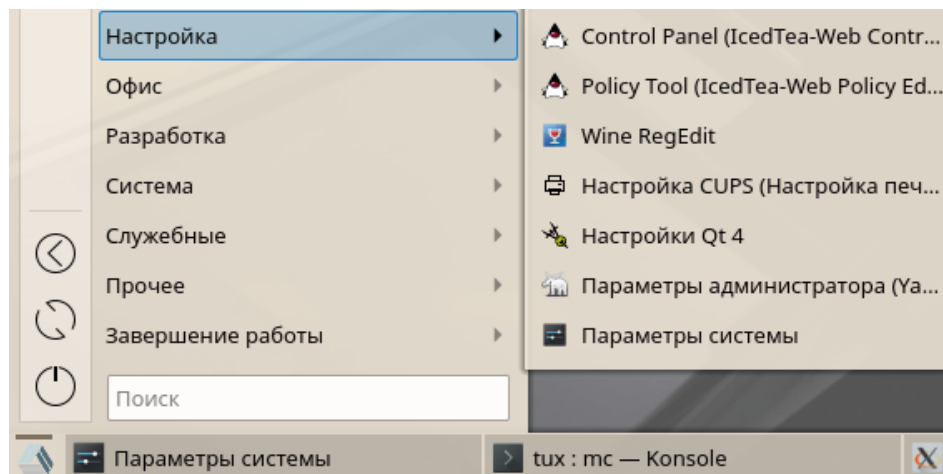 Настройка
Офис
Разработка
Система
Служебные
Прочее
Завершение работы
Поиск
Control Panel (IcedTea-Web Contr...
Policy Tool (IcedTea-Web Policy Ed...
Wine RegEdit
Настройка CUPS (Настройка печ...
Настройки Qt 4
Параметры администратора (Ya...
Параметры системы
Параметры системы
tux : mc — Konsole